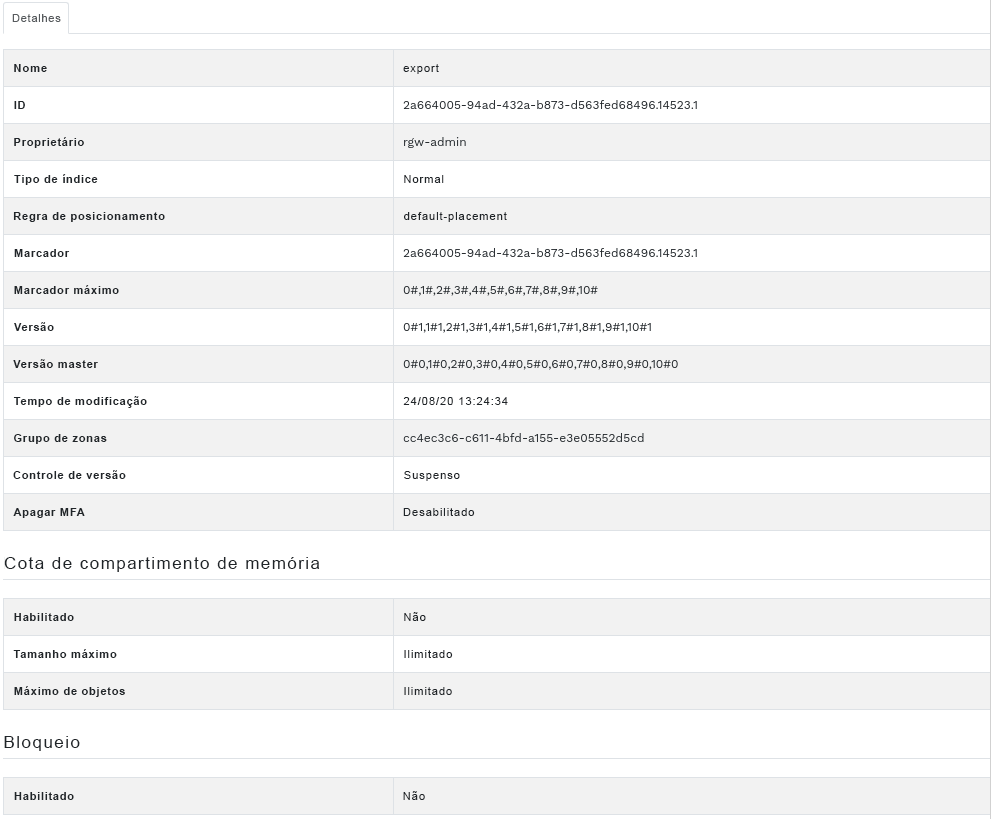 Detalhes
Nome export
ID 2a664005-94ad-432a-b873-d563fed68496.14523.1
Proprietário rgw-admin
Tipo de índice Normal
Regra de posicionamento default-placement
Marcador 2a664005-94ad-432a-b873-d563fed68496.14523.1
Marcador máximo 0#,1#,2#,3#,4#,5#,6#,7#,8#,9#,10#
Versão 0#1,1#1,2#1,3#1,4#1,5#1,6#1,7#1,8#1,9#1,10#1
Versão master 0#0,1#0,2#0,3#0,4#0,5#0,6#0,7#0,8#0,9#0,10#0
Tempo de modificação 24/08/20 13:24:34
Grupo de zonas cc4ec3c6-c611-4bfd-a155-e3e05552d5cd
Controle de versão Suspenso
Apagar MFA Desabilitado
Cota de compartimento de memória
Habilitado Não
Tamanho máximo Ilimitado
Máximo de objetos Ilimitado
Bloqueio
Habilitado Não